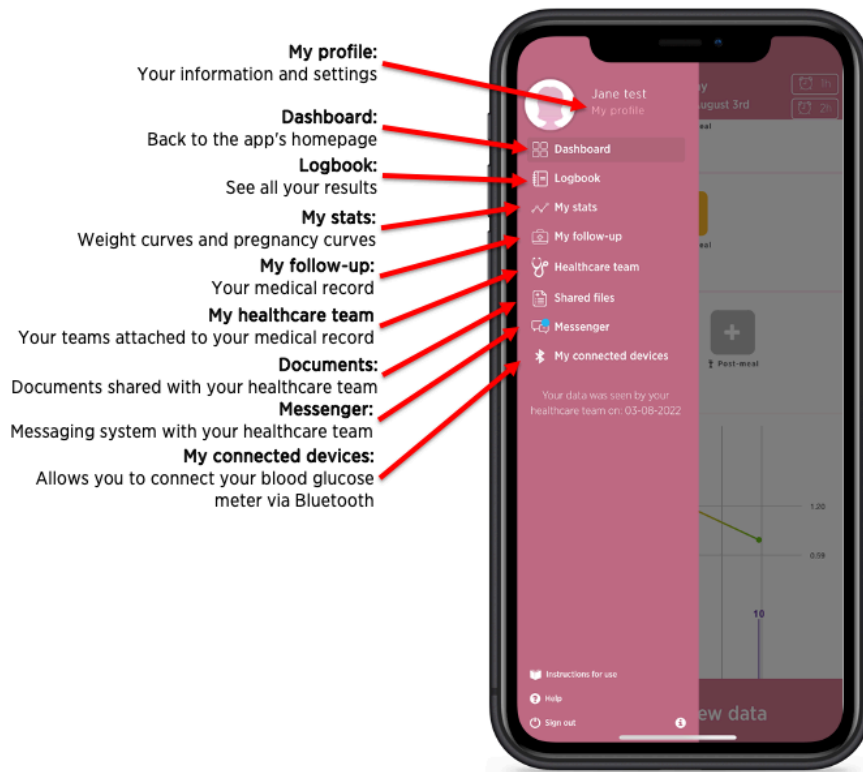 My profile:
Your information and settings
Dashboard:
Back to the app's homepage
Logbook:
See all your results
My stats:
Weight curves and pregnancy curves
My follow-up:
Your medical record
My healthcare team
Your teams attached to your medical record
Documents:
Documents shared with your healthcare team
Messenger:
Messaging system with your healthcare team
My connected devices:
Allows you to connect your blood glucose
meter via Bluetooth
Jane test
My profile
Dashboard
Logbook
My stats
My follow-up
Healthcare team
Shared files
Messenger
My connected devices
Your data was seen by your
healthcare team on: 03-08-2022
Instructions for use
Help
Sign out
1h
August 3rd
2h
Post-meal
1.20
0.59
10
ew data